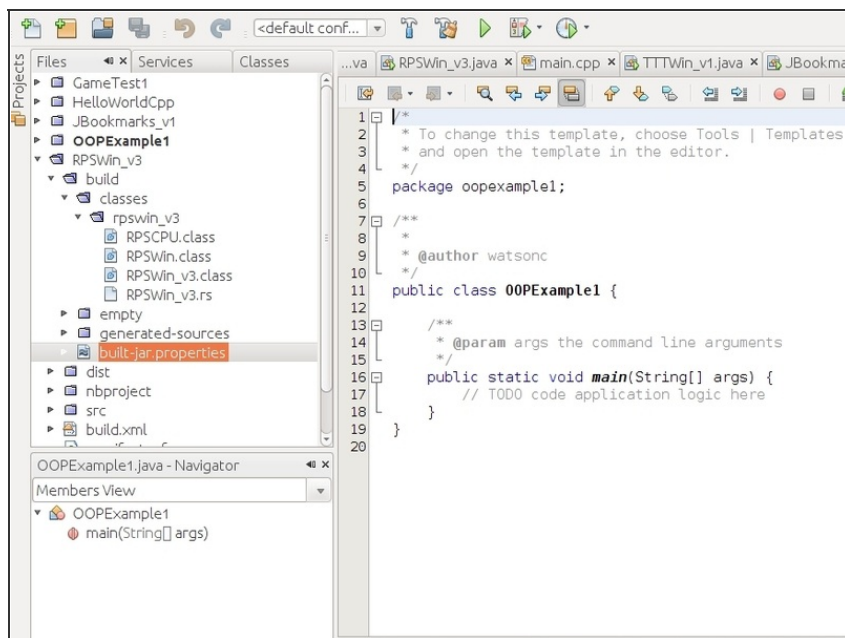 <default conf...
Projects
Files
Services
Classes
GameTest1
HelloWorldCpp
JBookmarks_v1
OOPExample1
RPSWin_v3
build
classes
rpswin_v3
RPSCPU.class
RPSWin.class
RPSWin_v3.class
RPSWin_v3.rs
empty
generated-sources
built-jar.properties
dist
nbproject
src
build.xml
OOPExample1.java - Navigator
Members View
OOPExample1
main(String[] args)
...va RPSWin_v3.java main.cpp TTTWin_v1.java JBookma
1 /*
2 * To change this template, choose Tools | Templates
3 * and open the template in the editor.
4 */
5 package oopexample1;
6
7 /**
8 *
9 * @author watsonc
10 */
11 public class OOPExample1 {
12
13 /**
14 * @param args the command line arguments
15 */
16 public static void main(String[] args) {
17 // TODO code application logic here
18 }
19 }
20